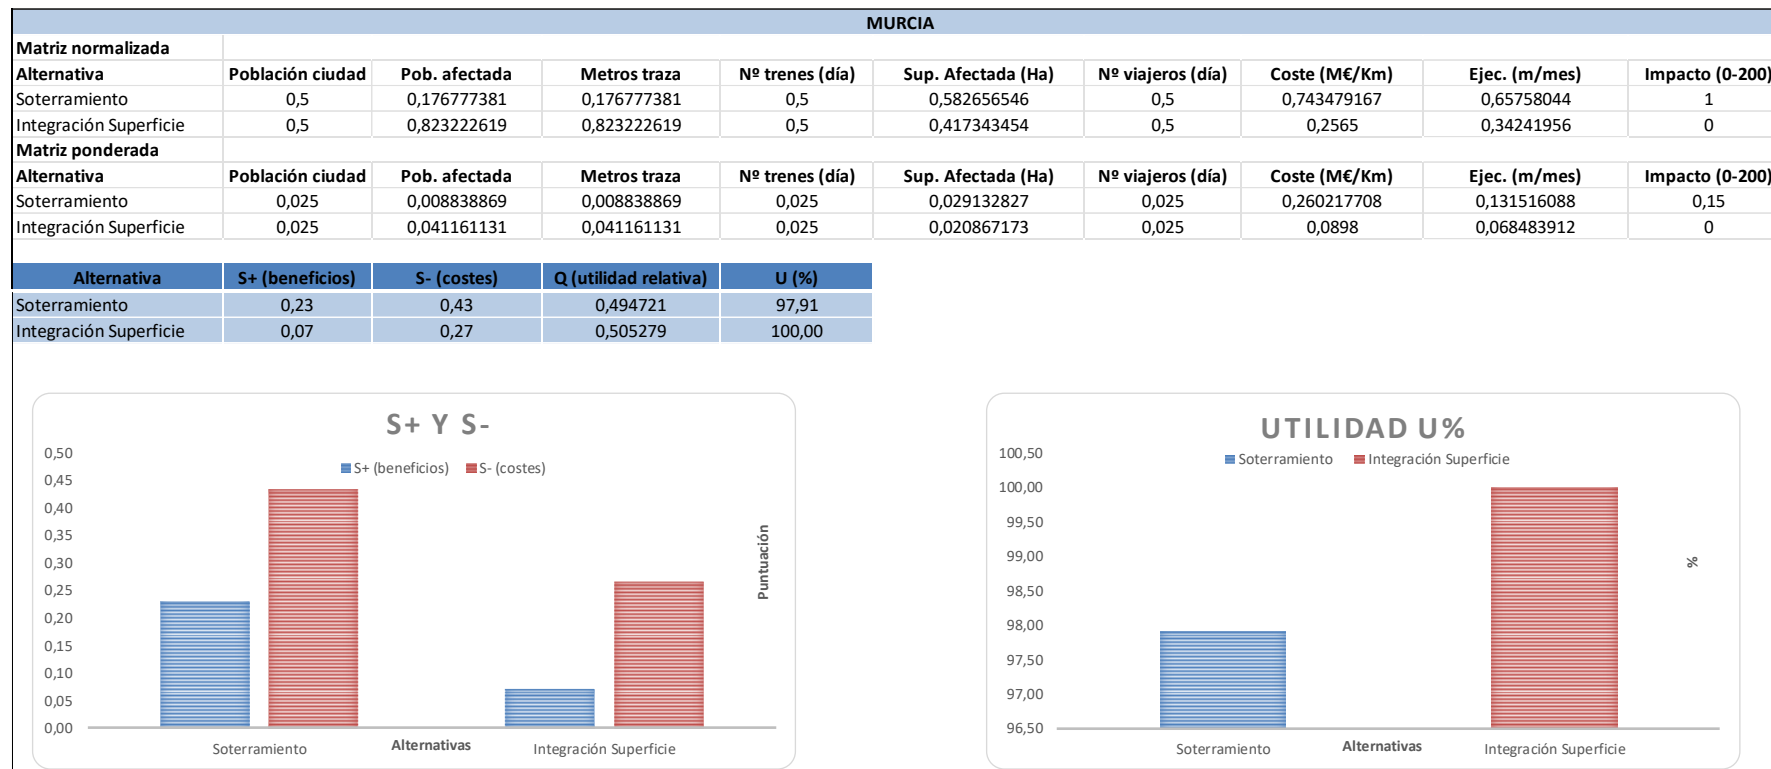 MURCIA
Matriz normalizada
Alternativa Población ciudad Pob. afectada Metros traza Nº trenes (día) Sup. Afectada (Ha) Nº viajeros (día) Coste (M€/Km) Ejec. (m/mes) Impacto (0-200)
Soterramiento 0,5 0,176777381 0,176777381 0,5 0,582656546 0,5 0,743479167 0,65758044 1
Integración Superficie 0,5 0,823222619 0,823222619 0,5 0,417343454 0,5 0,2565 0,34241956 0
Matriz ponderada
Alternativa Población ciudad Pob. afectada Metros traza Nº trenes (día) Sup. Afectada (Ha) Nº viajeros (día) Coste (M€/Km) Ejec. (m/mes) Impacto (0-200)
Soterramiento 0,025 0,008838869 0,008838869 0,025 0,029132827 0,025 0,260217708 0,131516088 0,15
Integración Superficie 0,025 0,041161131 0,041161131 0,025 0,020867173 0,025 0,0898 0,068483912 0
Alternativa S+ (beneficios) S- (costes) Q (utilidad relativa) U (%)
Soterramiento 0,23 0,43 0,494721 97,91
Integración Superficie 0,07 0,27 0,505279 100,00
S+ Y S-
S+ (beneficios) S- (costes)
0,50
0,45
0,40
0,35
0,30
0,25
0,20
0,15
0,10
0,05
0,00
Puntuación
Soterramiento Alternativas Integración Superficie
UTILIDAD U%
Soterramiento Integración Superficie
100,50
100,00
99,50
99,00
98,50
98,00
97,50
97,00
96,50
%
Soterramiento Alternativas Integración Superficie